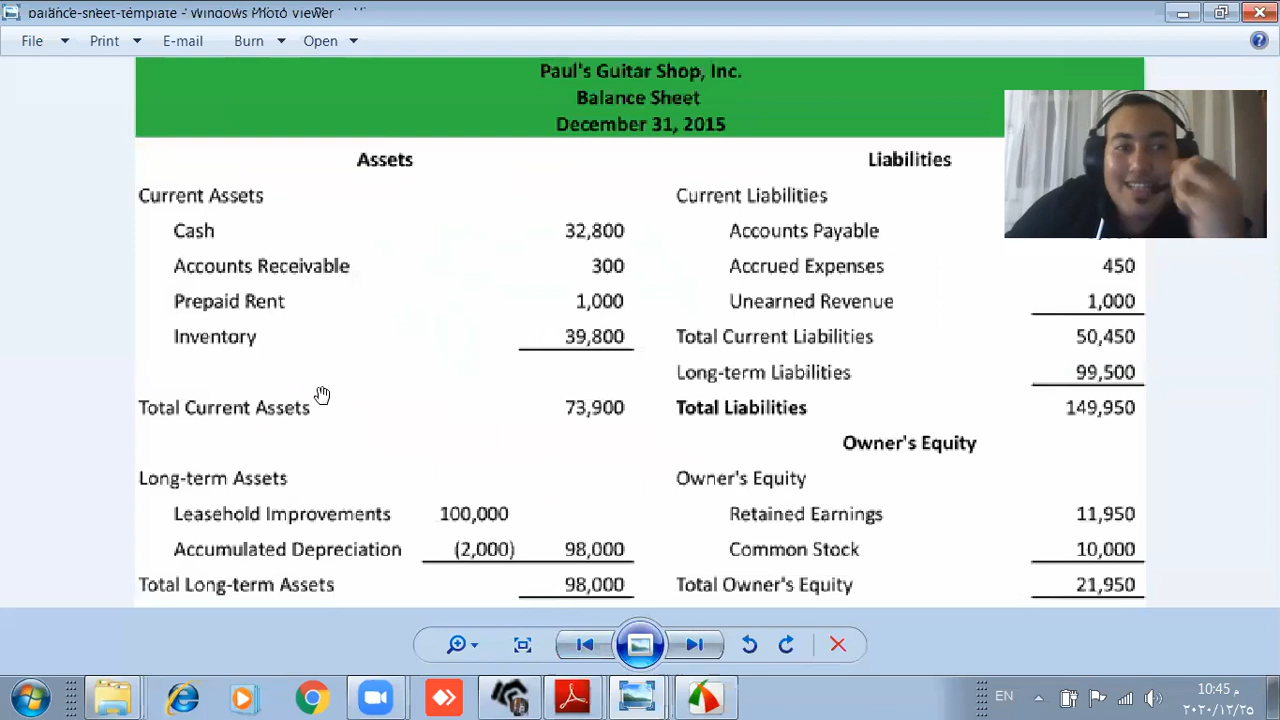 balance-sheet-template - Windows Photo Viewer
File Print E-mail Burn Open
Paul's Guitar Shop, Inc.
Balance Sheet
December 31, 2015
Assets Liabilities
Current Assets Current Liabilities
Cash 32,800 Accounts Payable
Accounts Receivable 300 Accrued Expenses 450
Prepaid Rent 1,000 Unearned Revenue 1,000
Inventory 39,800 Total Current Liabilities 50,450
Long-term Liabilities 99,500
Total Current Assets 73,900 Total Liabilities 149,950
Owner's Equity
Long-term Assets Owner's Equity
Leasehold Improvements 100,000 Retained Earnings 11,950
Accumulated Depreciation (2,000) 98,000 Common Stock 10,000
Total Long-term Assets 98,000 Total Owner's Equity 21,950
EN م 10:45
٢٠٢٠/١٢/٢٥